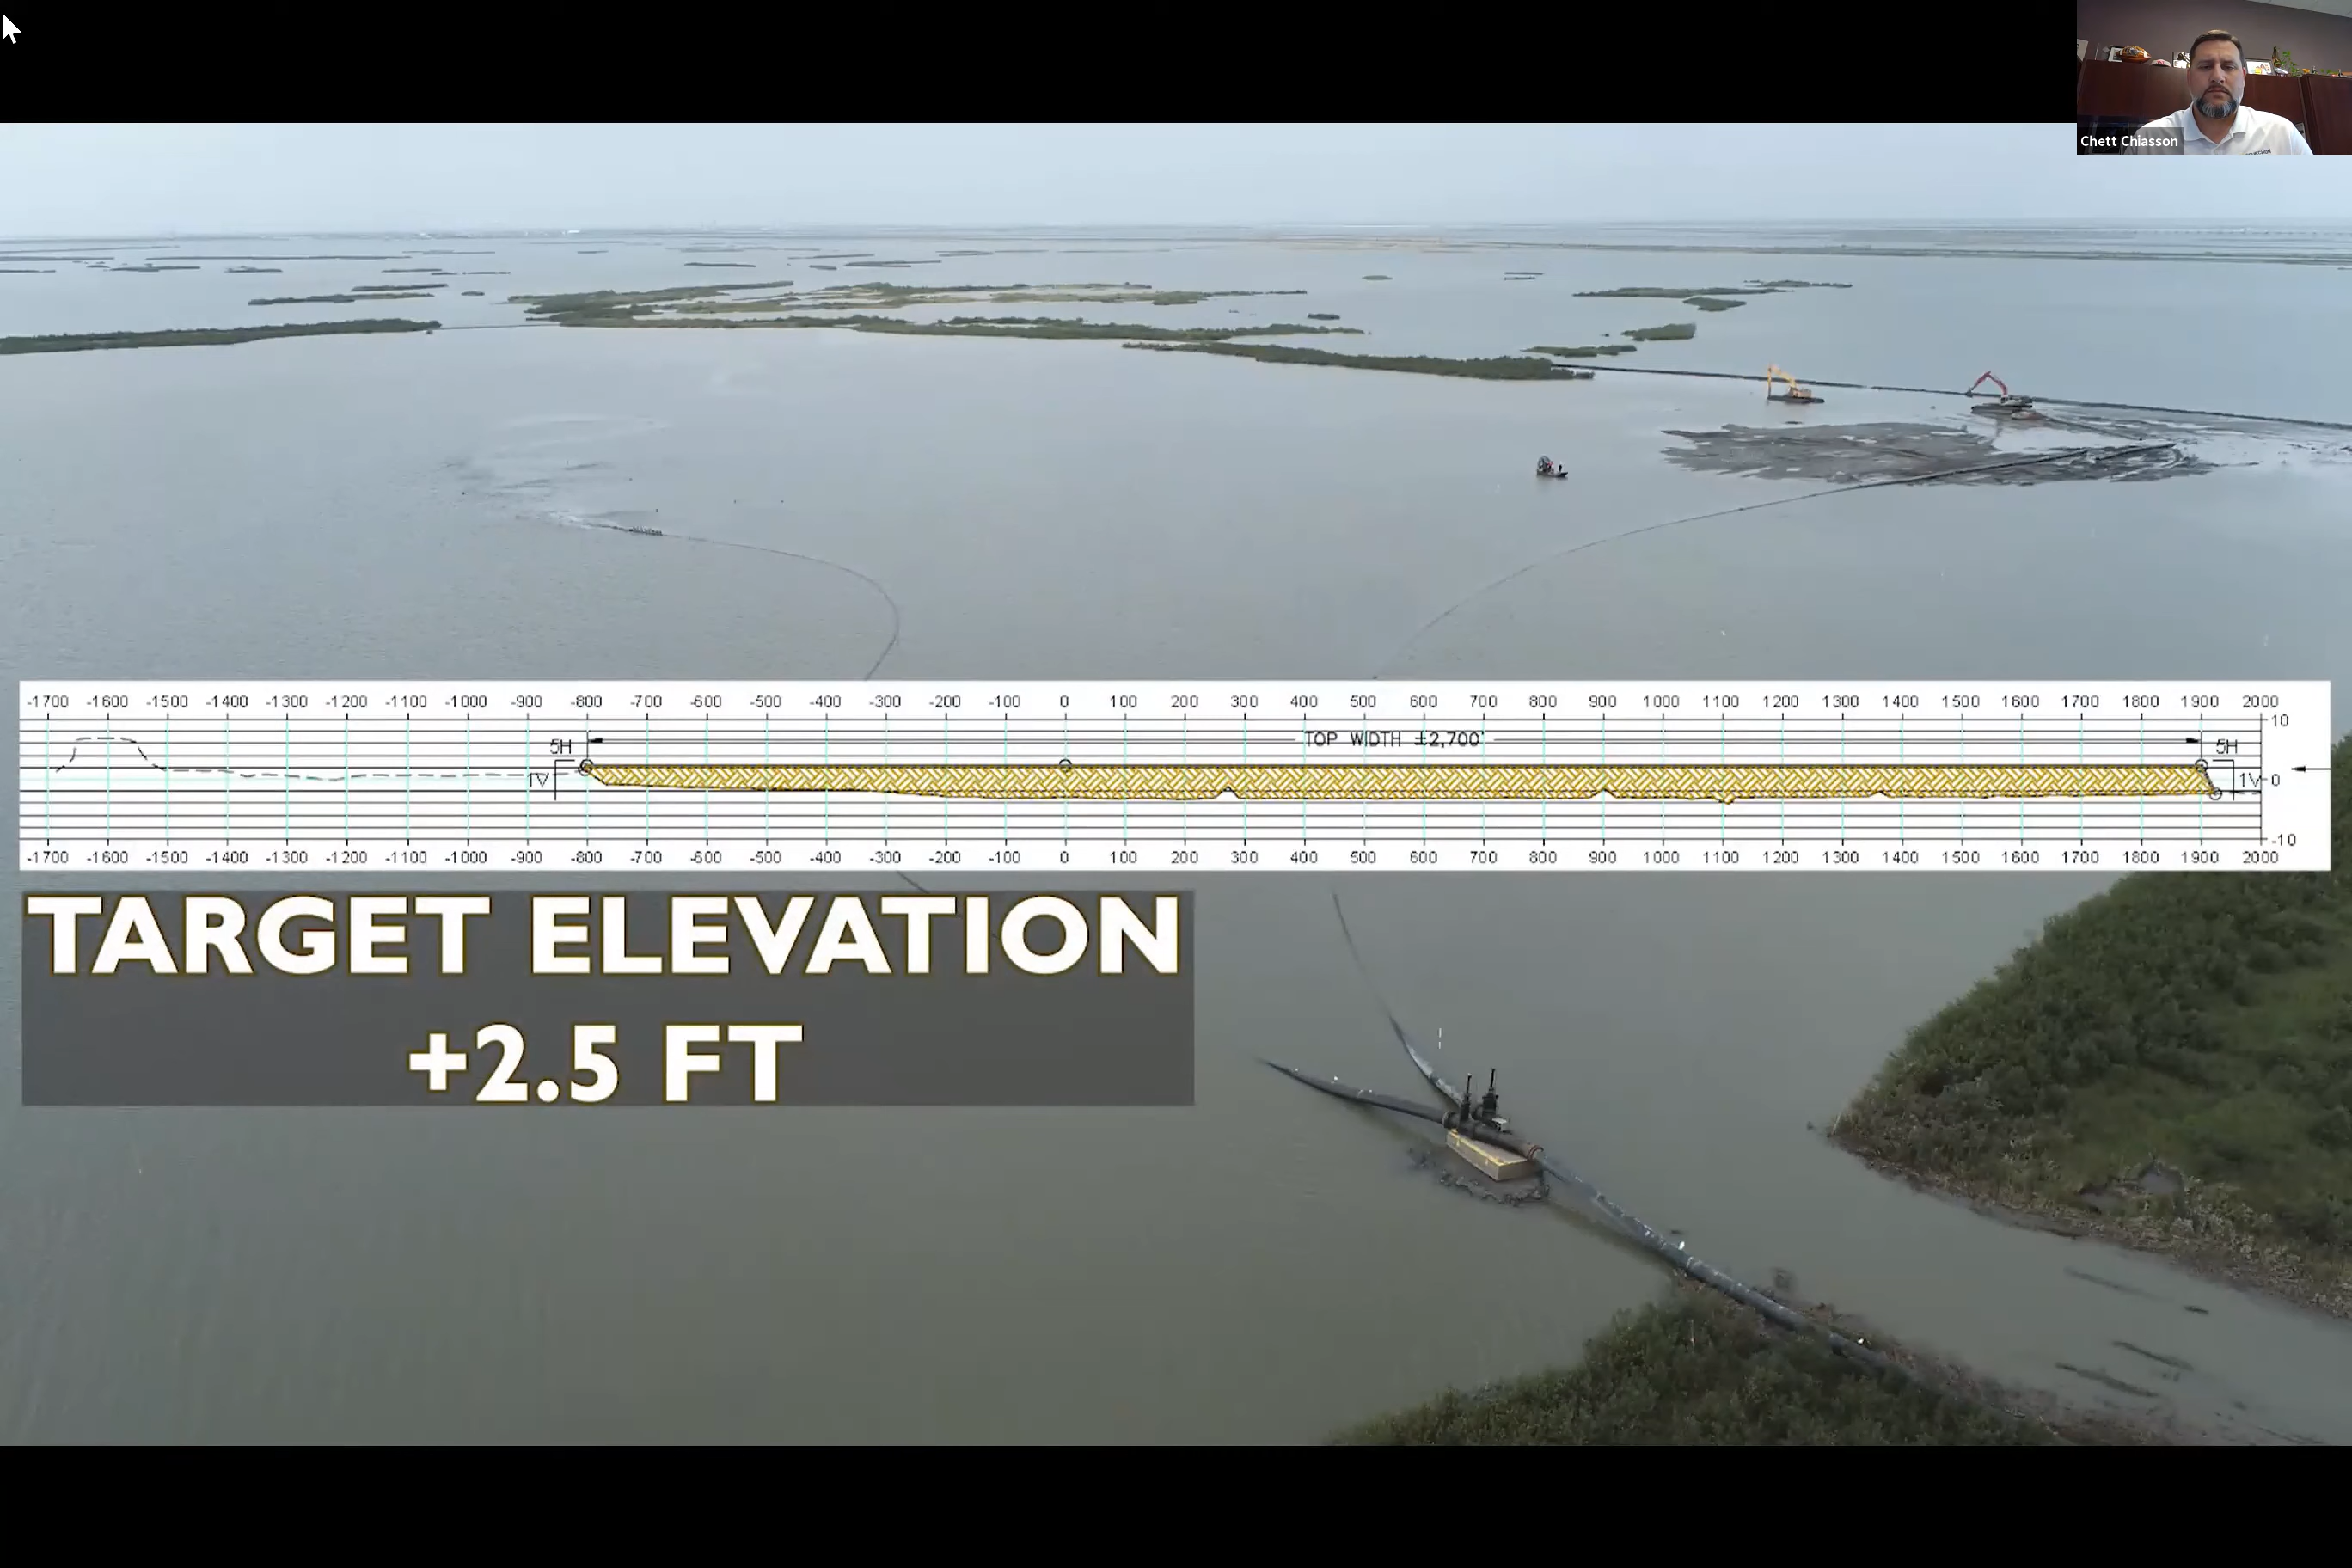 Chett Chiasson
-1700 -1600 -1500 -1400 -1300 -1200 -1100 -1000 -900 -800 -700 -600 -500 -400 -300 -200 -100 0 100 200 300 400 500 600 700 800 900 1000 1100 1200 1300 1400 1500 1600 1700 1800 1900 2000
10
TOP WIDTH ±2,700'
5H 5H
1V 1V 0
-10
-1700 -1600 -1500 -1400 -1300 -1200 -1100 -1000 -900 -800 -700 -600 -500 -400 -300 -200 -100 0 100 200 300 400 500 600 700 800 900 1000 1100 1200 1300 1400 1500 1600 1700 1800 1900 2000
TARGET ELEVATION
+2.5 FT